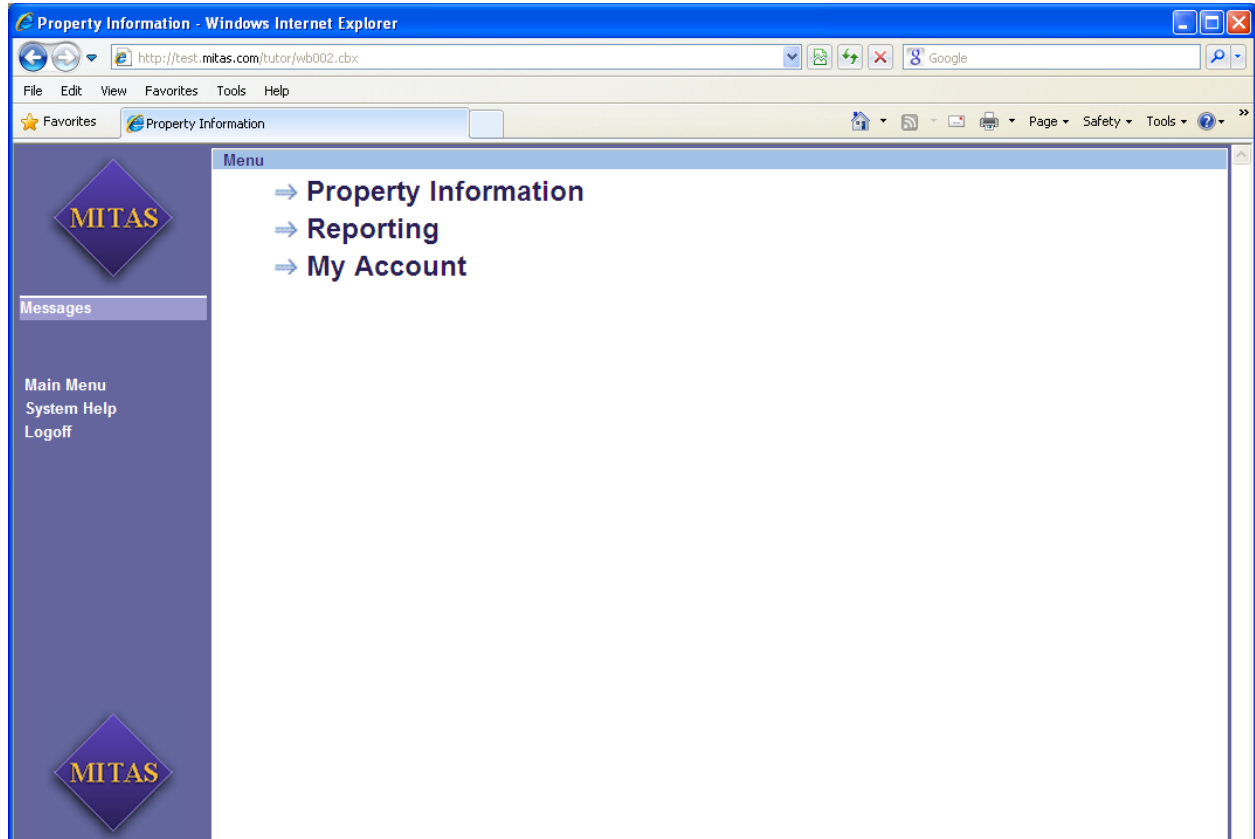 Property Information - Windows Internet Explorer
http://test.mitas.com/tutor/wb002.cbx
Google
File Edit View Favorites Tools Help
Favorites
Property Information
Page Safety Tools
Menu
MITAS
Property Information
Reporting
My Account
Messages
Main Menu
System Help
Logoff
MITAS